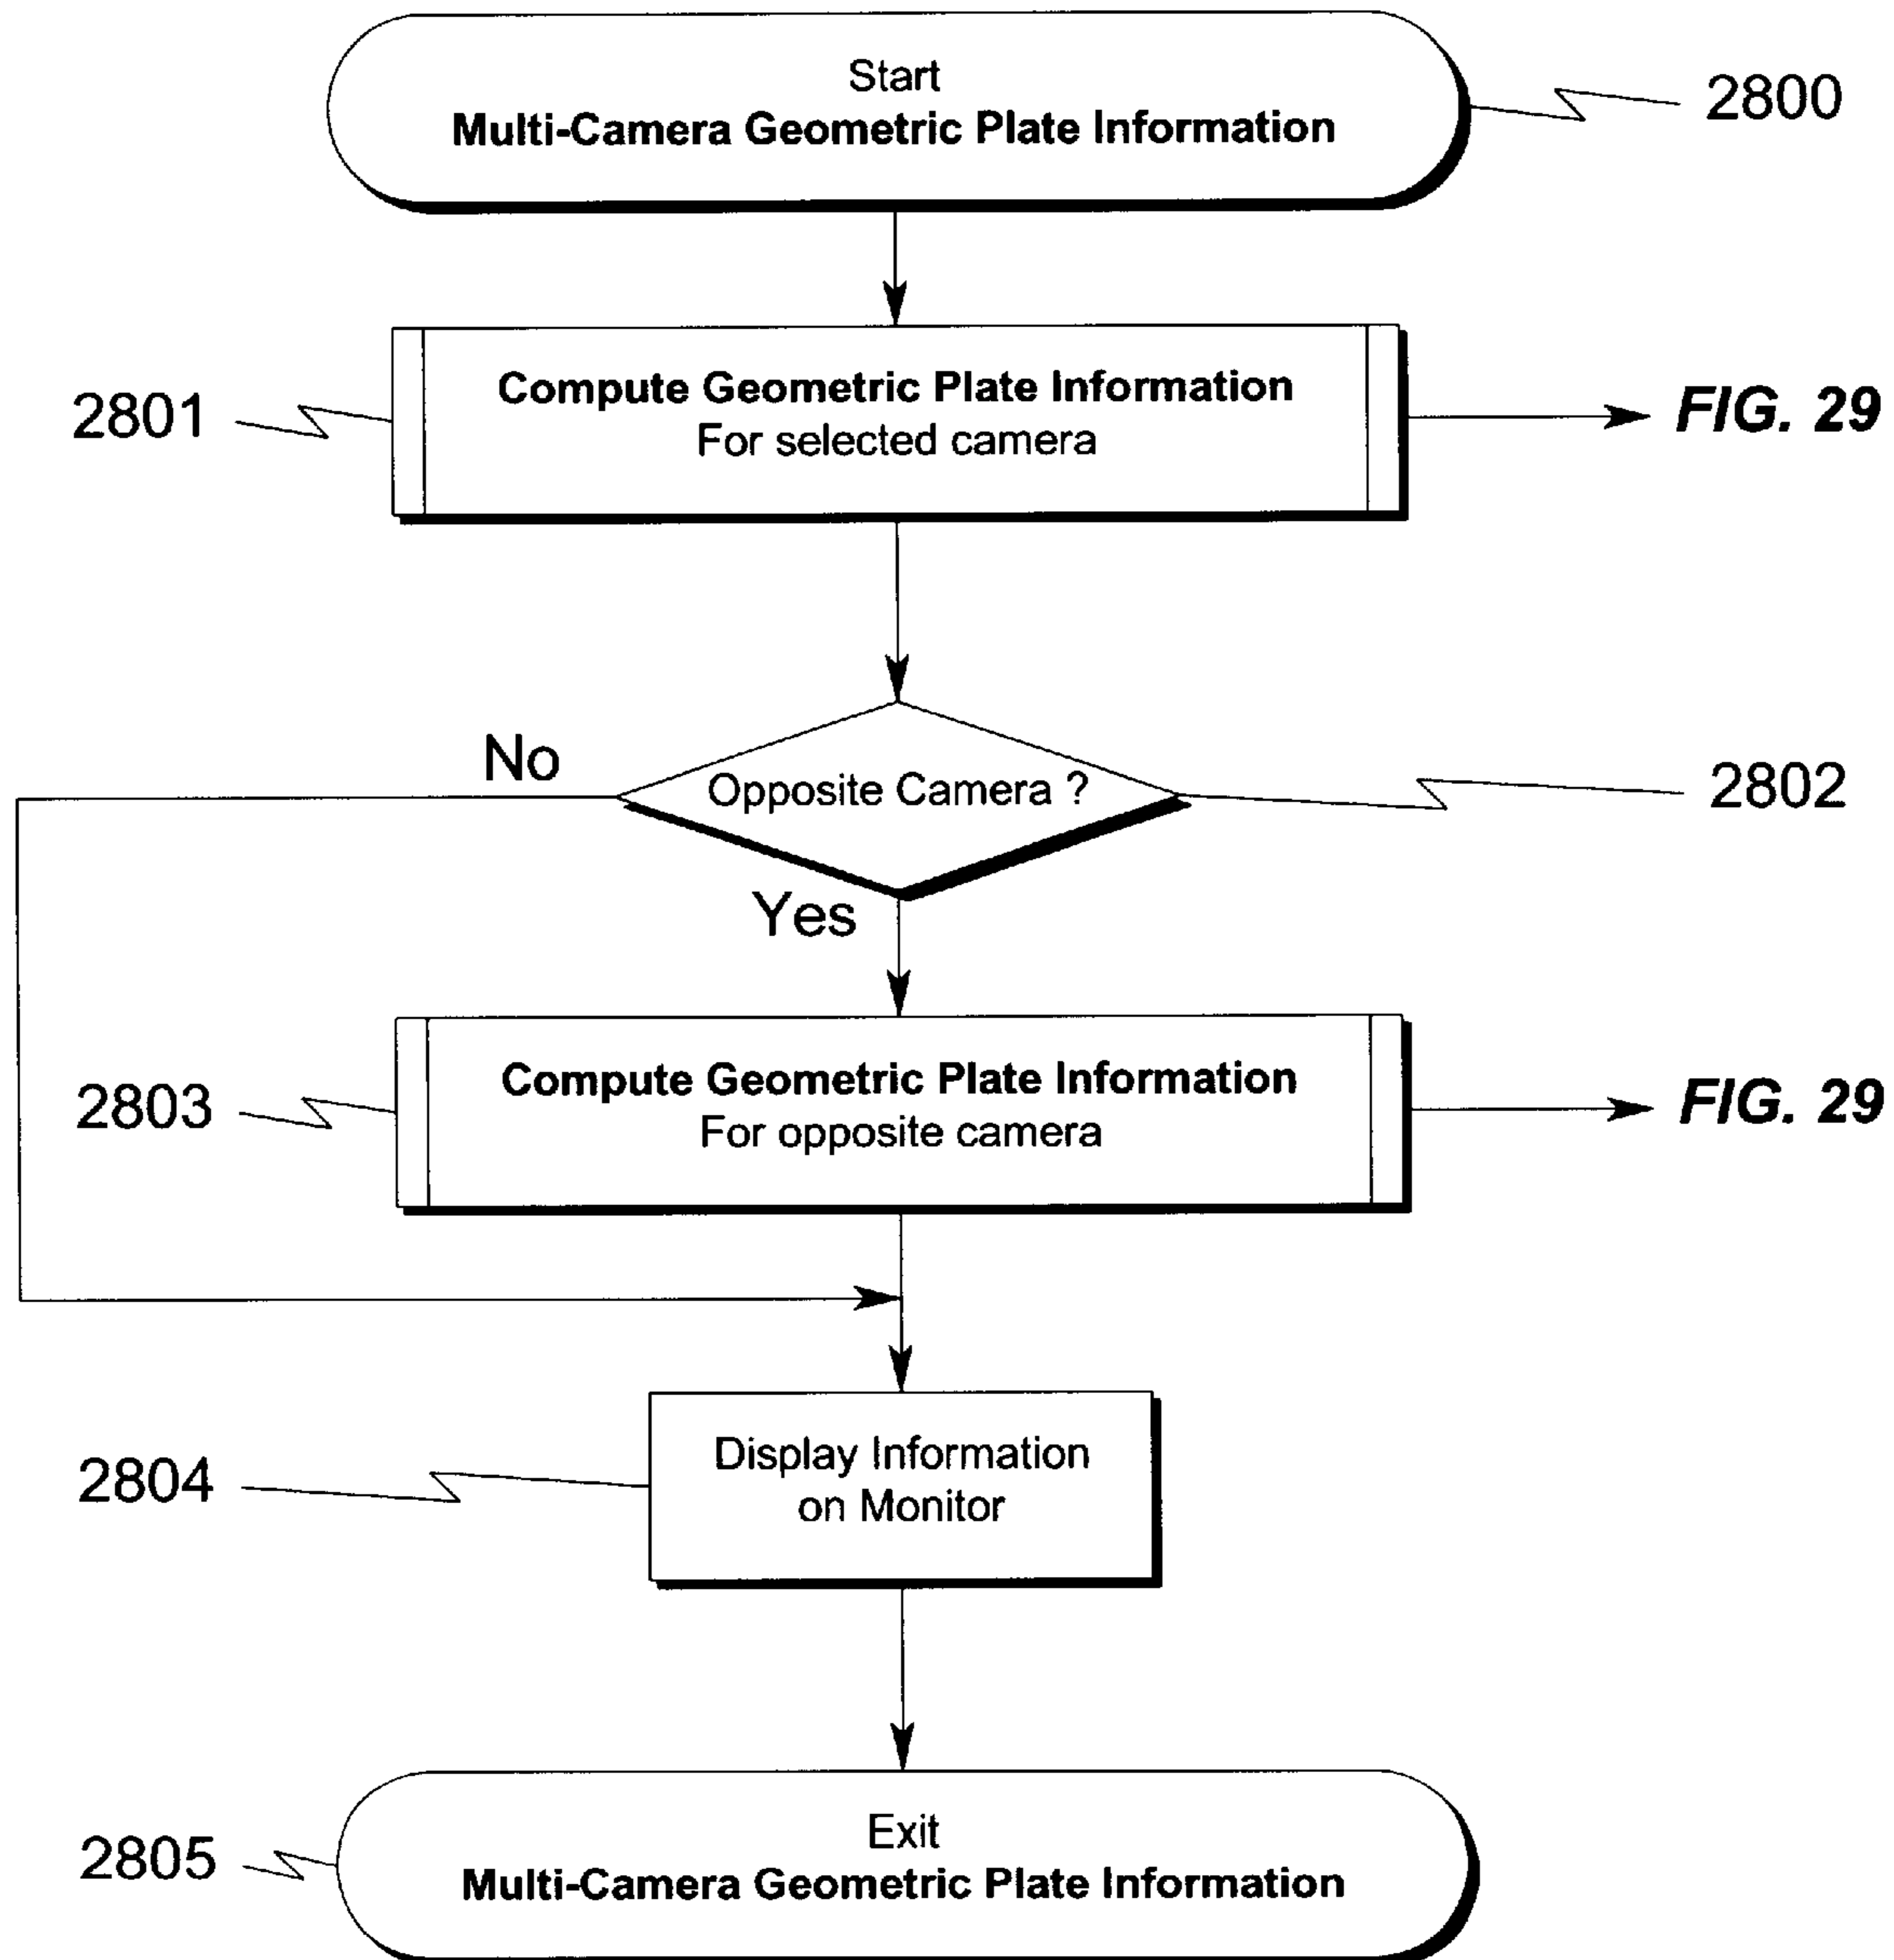 Start
Multi-Camera Geometric Plate Information
2800
Compute Geometric Plate Information
For selected camera
2801
FIG. 29
No
Opposite Camera ?
2802
Yes
Compute Geometric Plate Information
For opposite camera
2803
FIG. 29
Display Information
on Monitor
2804
Exit
Multi-Camera Geometric Plate Information
2805